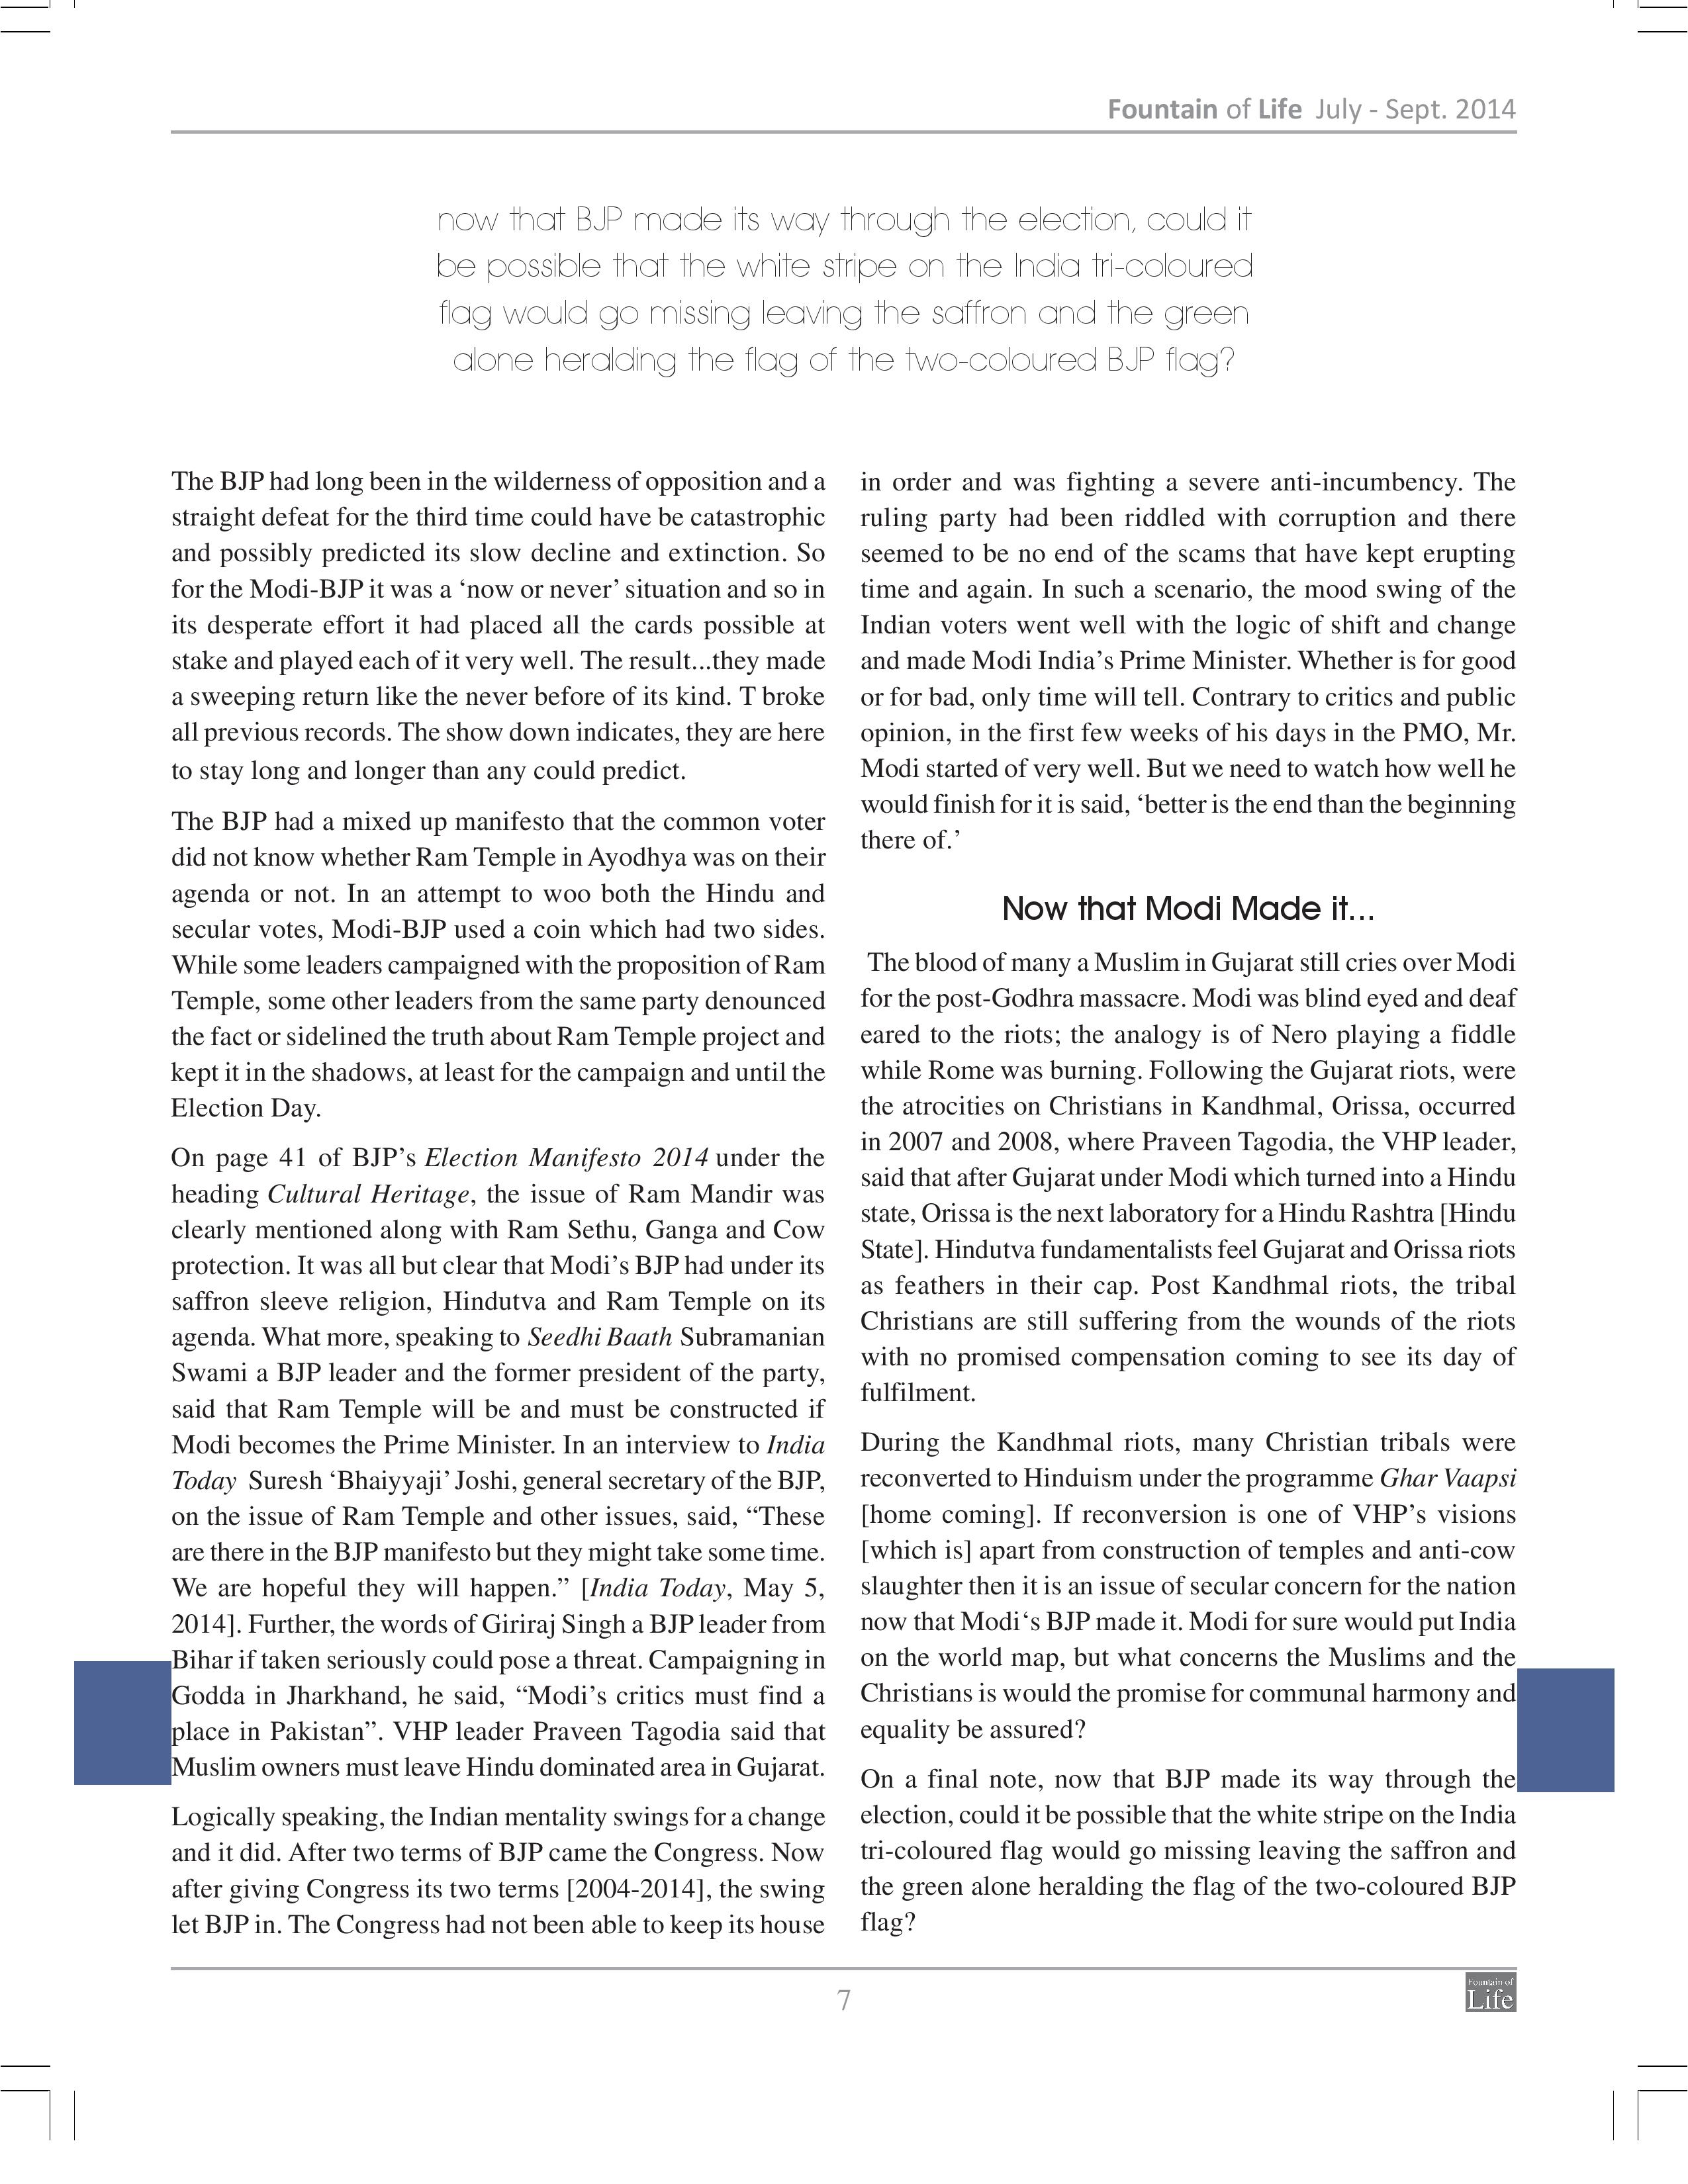 Fountain of Life July - Sept. 2014
now that BJP made its way through the election, could it
be possible that the white stripe on the India tri-coloured
flag would go missing leaving the saffron and the green
alone heralding the flag of the two-coloured BJP flag?
The BJP had long been in the wilderness of opposition and a
straight defeat for the third time could have be catastrophic
and possibly predicted its slow decline and extinction. So
for the Modi-BJP it was a ‘now or never’ situation and so in
its desperate effort it had placed all the cards possible at
stake and played each of it very well. The result...they made
a sweeping return like the never before of its kind. T broke
all previous records. The show down indicates, they are here
to stay long and longer than any could predict.
The BJP had a mixed up manifesto that the common voter
did not know whether Ram Temple in Ayodhya was on their
agenda or not. In an attempt to woo both the Hindu and
secular votes, Modi-BJP used a coin which had two sides.
While some leaders campaigned with the proposition of Ram
Temple, some other leaders from the same party denounced
the fact or sidelined the truth about Ram Temple project and
kept it in the shadows, at least for the campaign and until the
Election Day.
On page 41 of BJP’s Election Manifesto 2014 under the
heading Cultural Heritage, the issue of Ram Mandir was
clearly mentioned along with Ram Sethu, Ganga and Cow
protection. It was all but clear that Modi’s BJP had under its
saffron sleeve religion, Hindutva and Ram Temple on its
agenda. What more, speaking to Seedhi Baath Subramanian
Swami a BJP leader and the former president of the party,
said that Ram Temple will be and must be constructed if
Modi becomes the Prime Minister. In an interview to India
Today Suresh ‘Bhaiyyaji’ Joshi, general secretary of the BJP,
on the issue of Ram Temple and other issues, said, “These
are there in the BJP manifesto but they might take some time.
We are hopeful they will happen.” [India Today, May 5,
2014]. Further, the words of Giriraj Singh a BJP leader from
Bihar if taken seriously could pose a threat. Campaigning in
Godda in Jharkhand, he said, “Modi’s critics must find a
place in Pakistan”. VHP leader Praveen Tagodia said that
Muslim owners must leave Hindu dominated area in Gujarat.
Logically speaking, the Indian mentality swings for a change
and it did. After two terms of BJP came the Congress. Now
after giving Congress its two terms [2004-2014], the swing
let BJP in. The Congress had not been able to keep its house
in order and was fighting a severe anti-incumbency. The
ruling party had been riddled with corruption and there
seemed to be no end of the scams that have kept erupting
time and again. In such a scenario, the mood swing of the
Indian voters went well with the logic of shift and change
and made Modi India’s Prime Minister. Whether is for good
or for bad, only time will tell. Contrary to critics and public
opinion, in the first few weeks of his days in the PMO, Mr.
Modi started of very well. But we need to watch how well he
would finish for it is said, ‘better is the end than the beginning
there of.’
Now that Modi Made it...
The blood of many a Muslim in Gujarat still cries over Modi
for the post-Godhra massacre. Modi was blind eyed and deaf
eared to the riots; the analogy is of Nero playing a fiddle
while Rome was burning. Following the Gujarat riots, were
the atrocities on Christians in Kandhmal, Orissa, occurred
in 2007 and 2008, where Praveen Tagodia, the VHP leader,
said that after Gujarat under Modi which turned into a Hindu
state, Orissa is the next laboratory for a Hindu Rashtra [Hindu
State]. Hindutva fundamentalists feel Gujarat and Orissa riots
as feathers in their cap. Post Kandhmal riots, the tribal
Christians are still suffering from the wounds of the riots
with no promised compensation coming to see its day of
fulfilment.
During the Kandhmal riots, many Christian tribals were
reconverted to Hinduism under the programme Ghar Vaapsi
[home coming]. If reconversion is one of VHP’s visions
[which is] apart from construction of temples and anti-cow
slaughter then it is an issue of secular concern for the nation
now that Modi‘s BJP made it. Modi for sure would put India
on the world map, but what concerns the Muslims and the
Christians is would the promise for communal harmony and
equality be assured?
On a final note, now that BJP made its way through the
election, could it be possible that the white stripe on the India
tri-coloured flag would go missing leaving the saffron and
the green alone heralding the flag of the two-coloured BJP
flag?
7
Fountain of
Life